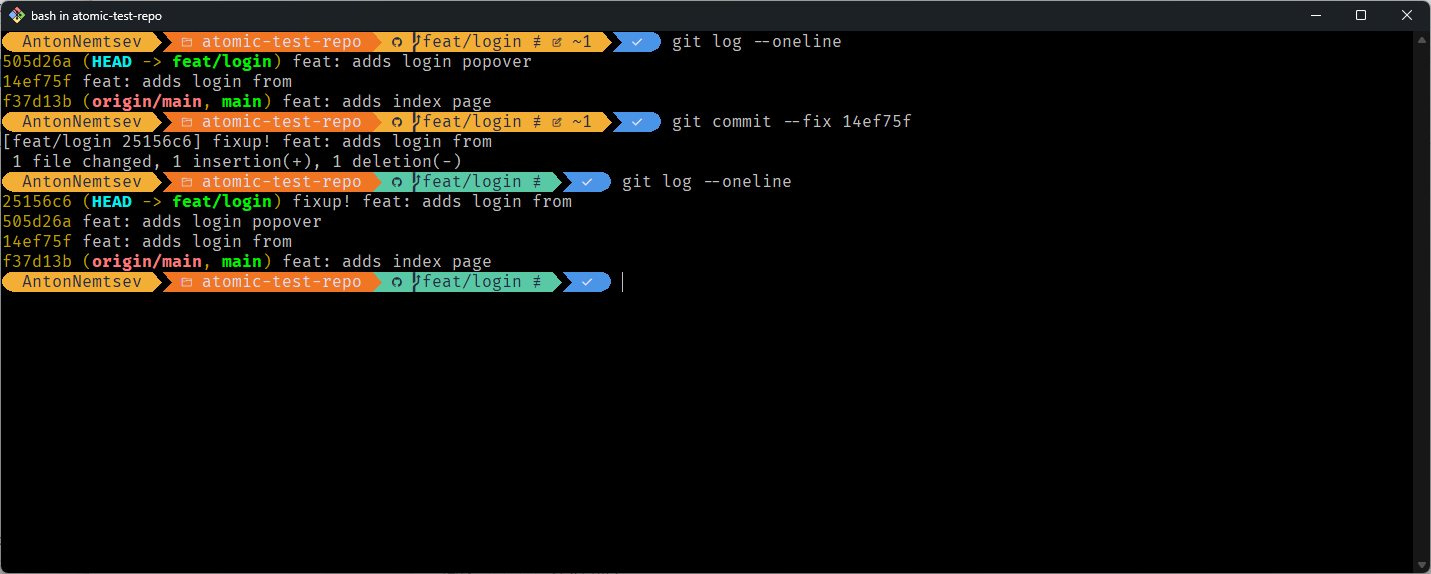 bash in atomic-test-repo
AntonNemtsev atomic-test-repo feat/login ≢ ~1 ✓ git log --oneline
505d26a (HEAD -> feat/login) feat: adds login popover
14ef75f feat: adds login from
f37d13b (origin/main, main) feat: adds index page
AntonNemtsev atomic-test-repo feat/login ≢ ~1 ✓ git commit --fix 14ef75f
[feat/login 25156c6] fixup! feat: adds login from
1 file changed, 1 insertion(+), 1 deletion(-)
AntonNemtsev atomic-test-repo feat/login ≢ ✓ git log --oneline
25156c6 (HEAD -> feat/login) fixup! feat: adds login from
505d26a feat: adds login popover
14ef75f feat: adds login from
f37d13b (origin/main, main) feat: adds index page
AntonNemtsev atomic-test-repo feat/login ≢ ✓